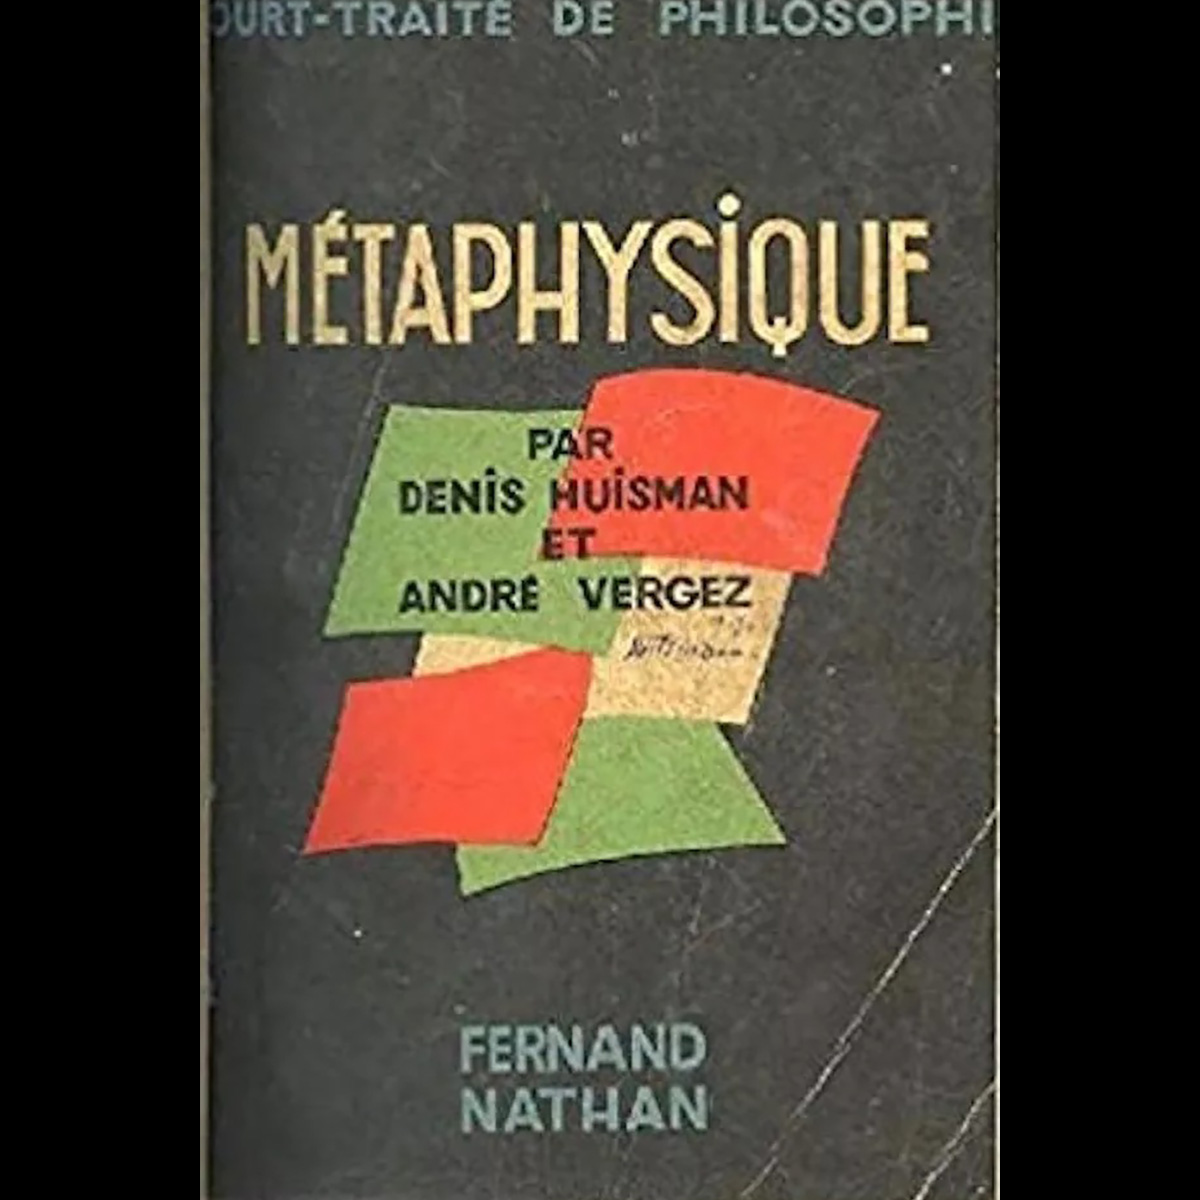 OURT-TRAITÉ DE PHILOSOPHI
MÉTAPHYSIQUE
PAR
DENIS HUISMAN
ET
ANDRÉ VERGEZ
FERNAND
NATHAN